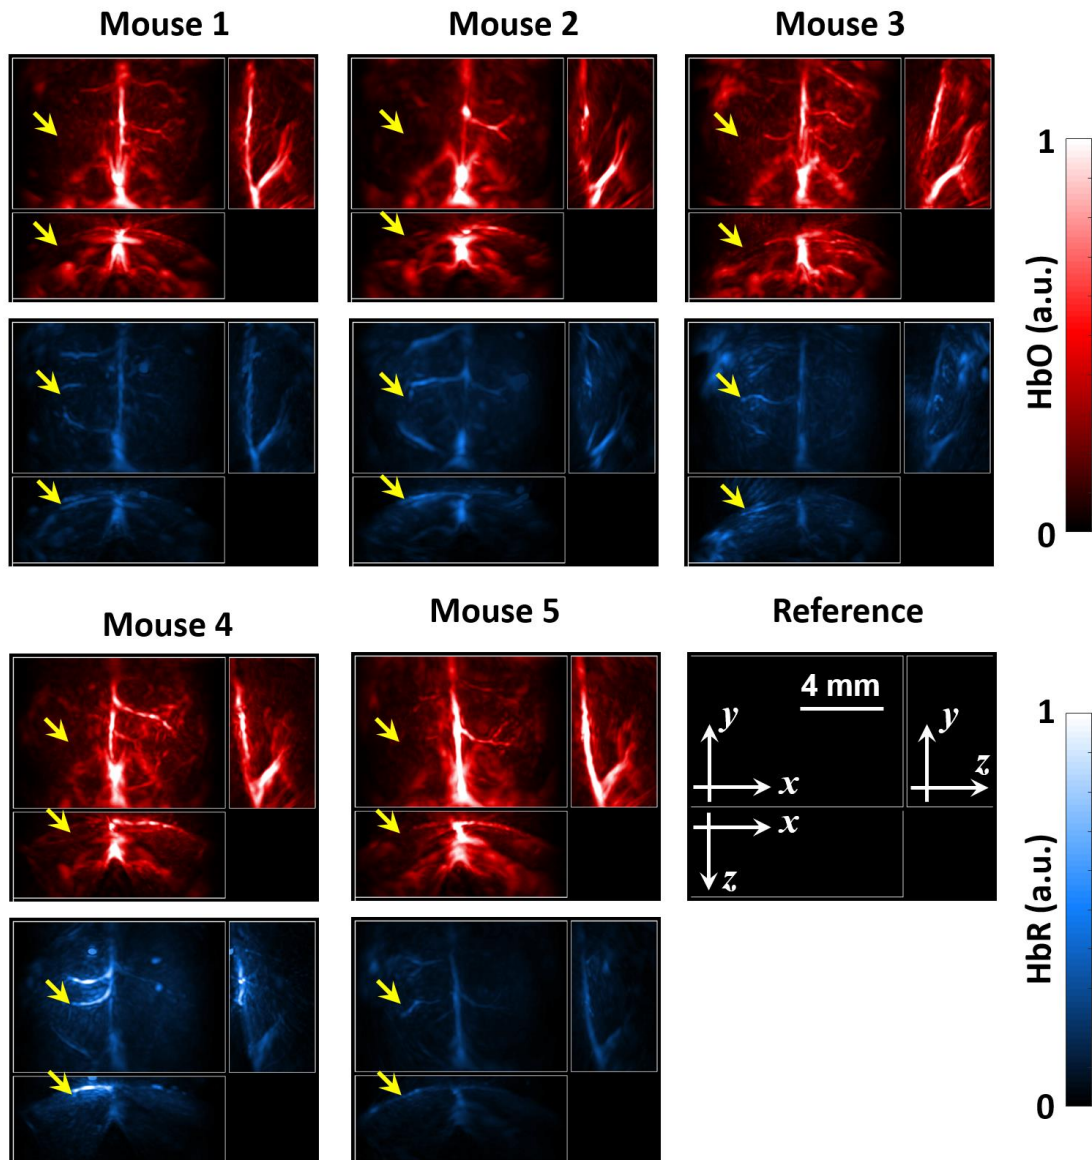 Mouse 1
Mouse 2
Mouse 3
1
HbO (a.u.)
0
Mouse 4
Mouse 5
Reference
4 mm
y
x
y
z
x
z
1
HbR (a.u.)
0